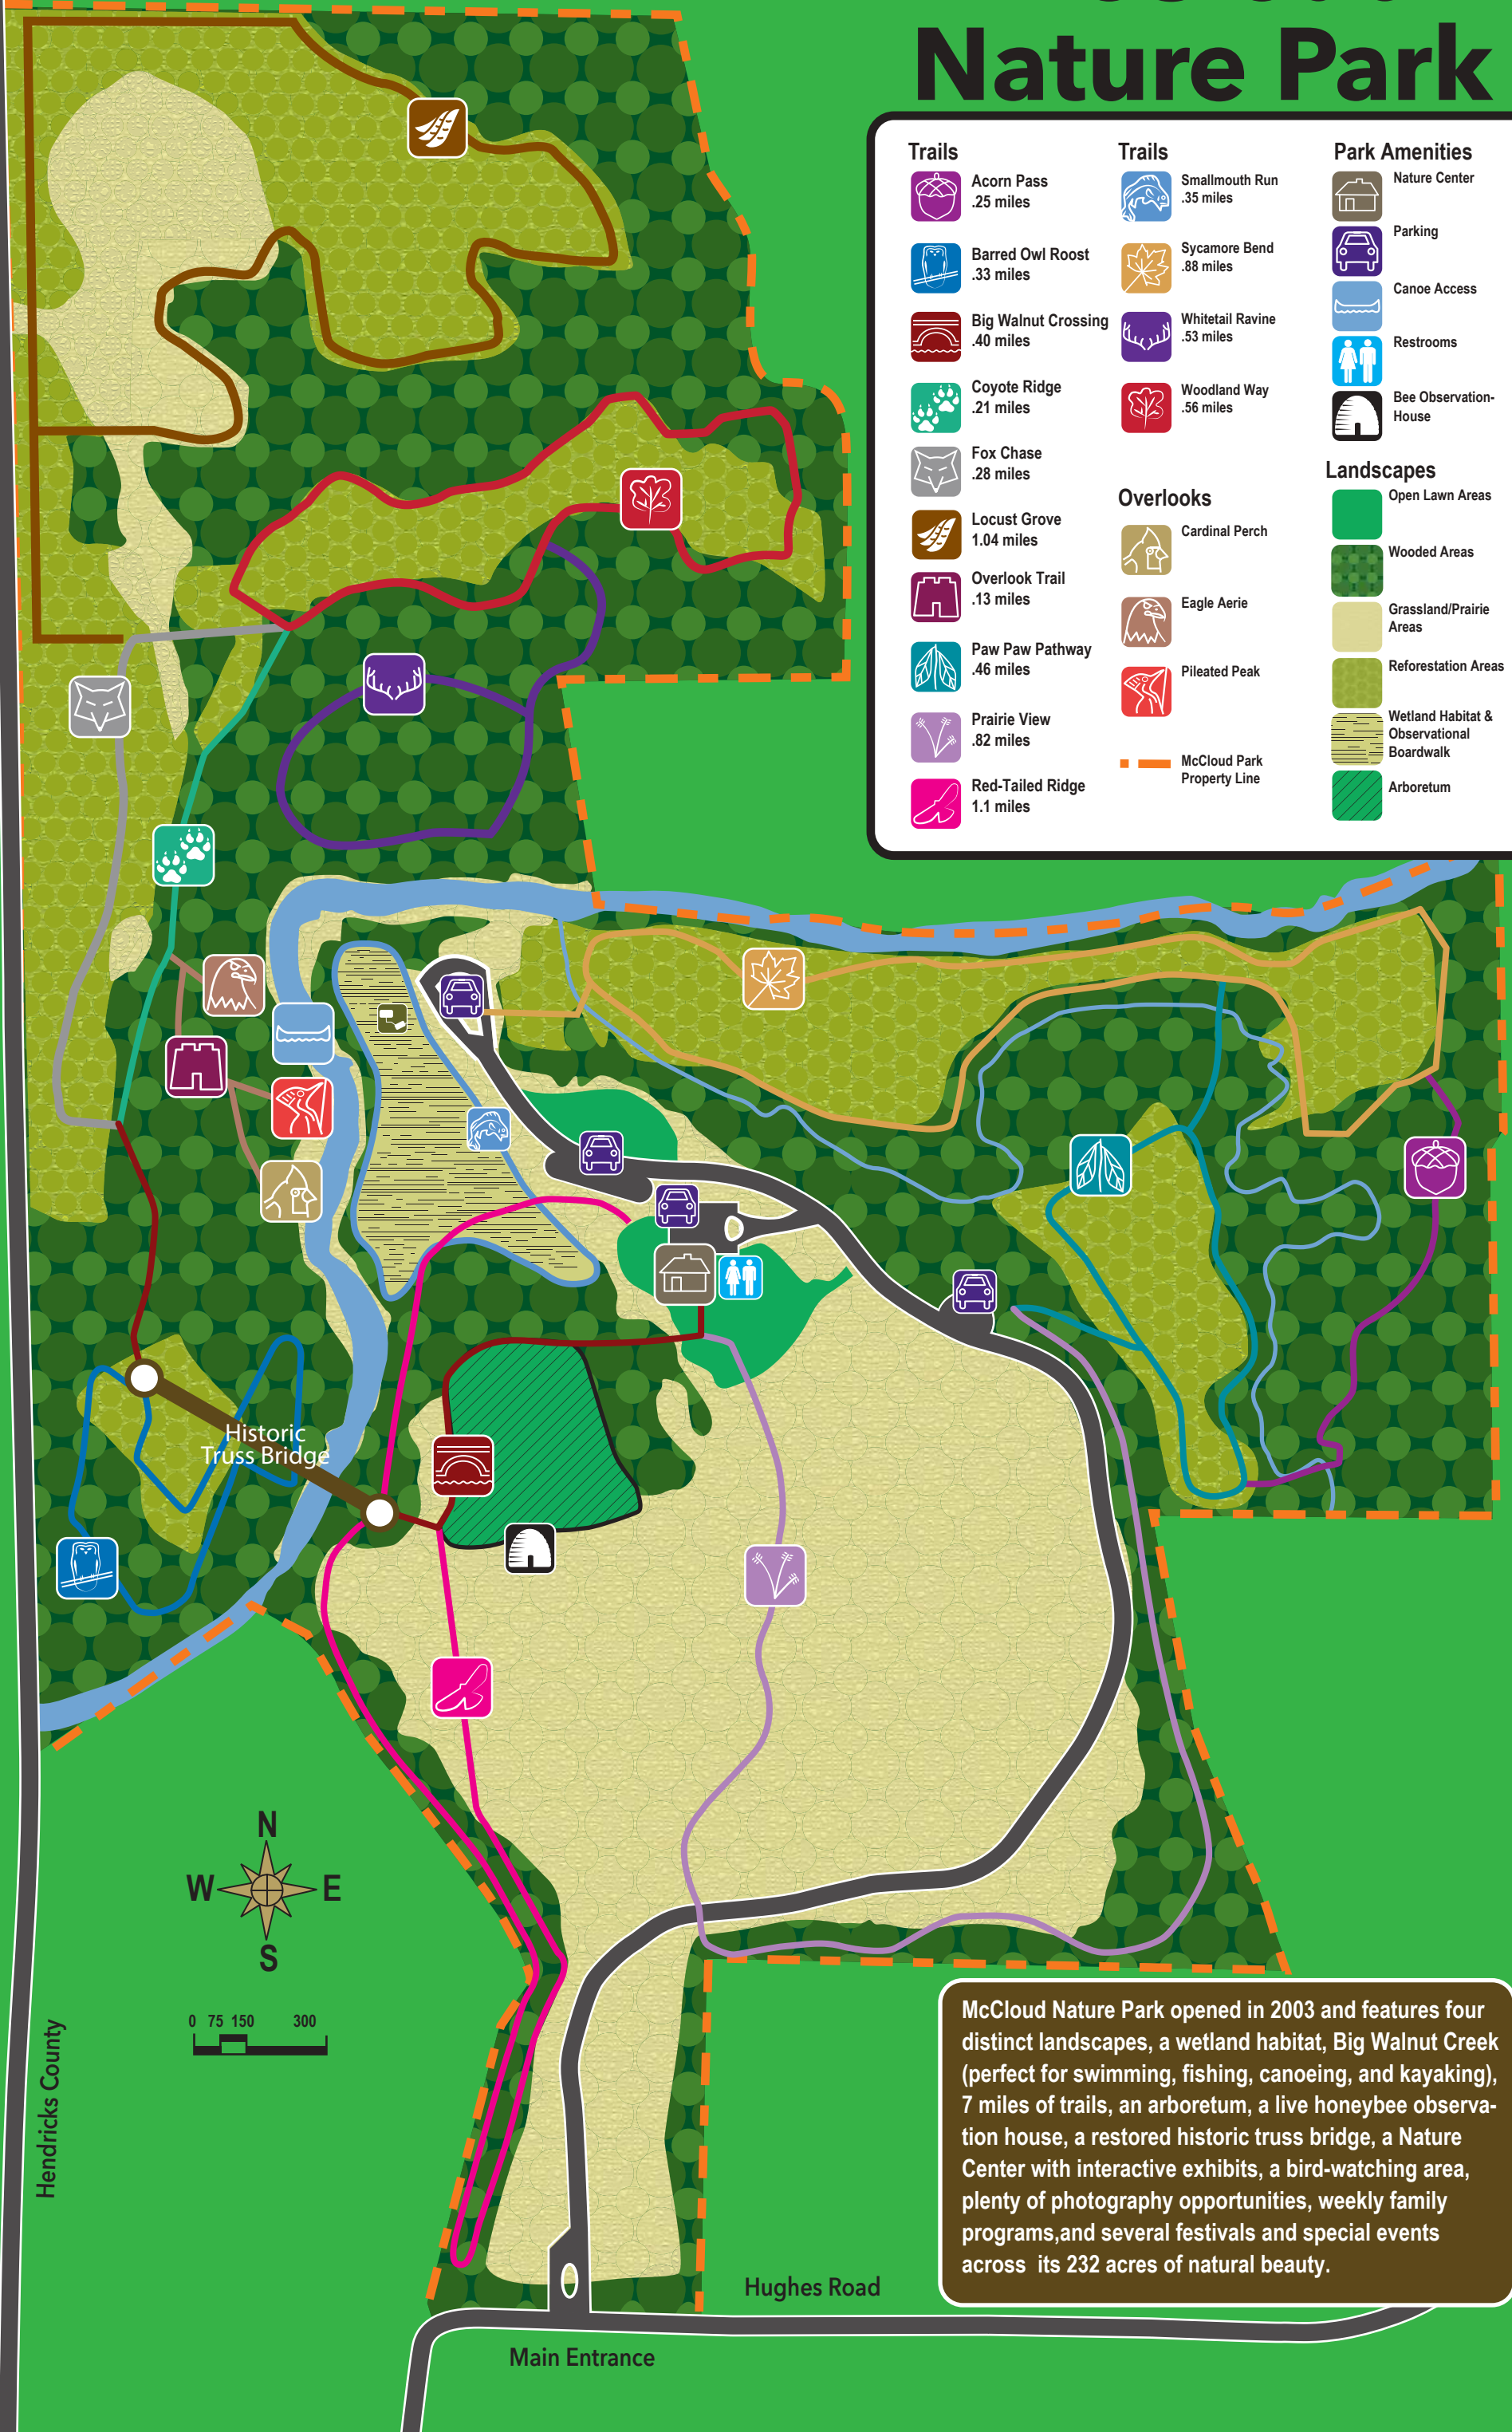 Nature Park
Trails
Acorn Pass
.25 miles
Barred Owl Roost
.33 miles
Big Walnut Crossing
.40 miles
Coyote Ridge
.21 miles
Fox Chase
.28 miles
Locust Grove
1.04 miles
Overlook Trail
.13 miles
Paw Paw Pathway
.46 miles
Prairie View
.82 miles
Red-Tailed Ridge
1.1 miles
Trails
Smallmouth Run
.35 miles
Sycamore Bend
.88 miles
Whitetail Ravine
.53 miles
Woodland Way
.56 miles
Overlooks
Cardinal Perch
Eagle Aerie
Pileated Peak
McCloud Park
Property Line
Park Amenities
Nature Center
Parking
Canoe Access
Restrooms
Bee Observation-
House
Landscapes
Open Lawn Areas
Wooded Areas
Grassland/Prairie
Areas
Reforestation Areas
Wetland Habitat &
Observational
Boardwalk
Arboretum
Historic
Truss Bridge
N
W E
S
0 75 150 300
Hendricks County
McCloud Nature Park opened in 2003 and features four
distinct landscapes, a wetland habitat, Big Walnut Creek
(perfect for swimming, fishing, canoeing, and kayaking),
7 miles of trails, an arboretum, a live honeybee observa-
tion house, a restored historic truss bridge, a Nature
Center with interactive exhibits, a bird-watching area,
plenty of photography opportunities, weekly family
programs,and several festivals and special events
across its 232 acres of natural beauty.
Hughes Road
Main Entrance